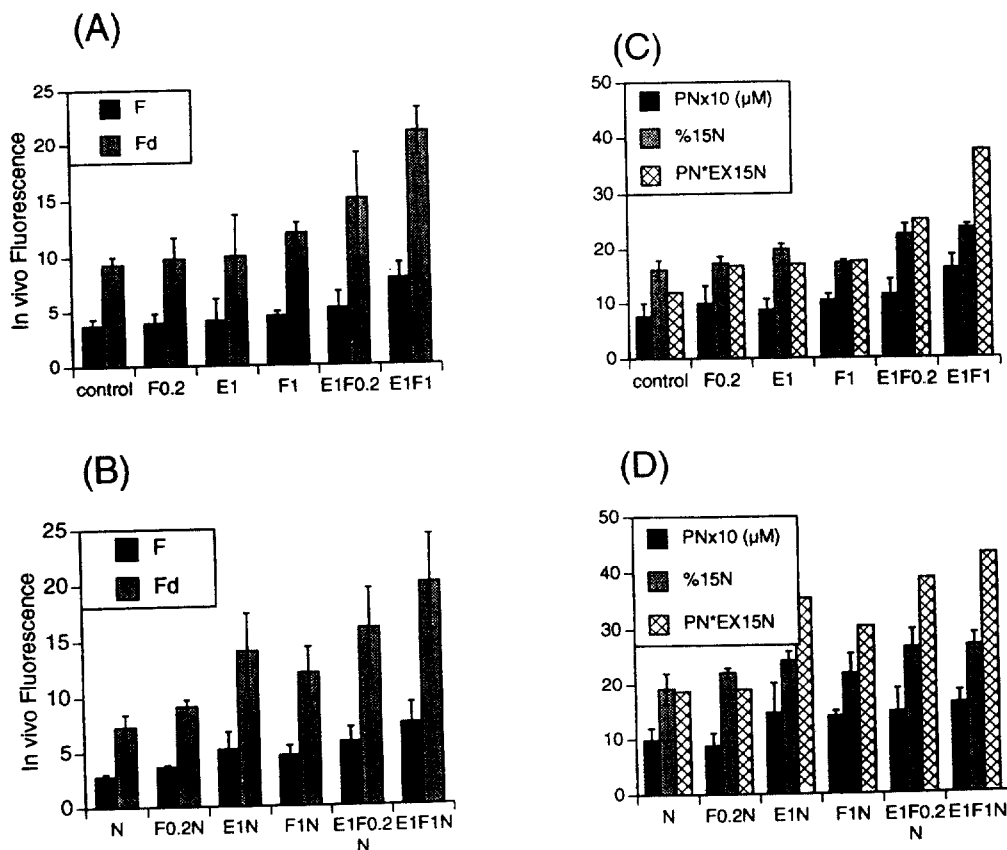 (A)
25
20
15
10
5
0
In vivo Fluorescence
F
Fd
control F0.2 E1 F1 E1F0.2 E1F1
(C)
50
40
30
20
10
0
PNx10 (µM)
%15N
PN*EX15N
control F0.2 E1 F1 E1F0.2 E1F1
(B)
25
20
15
10
5
0
In vivo Fluorescence
F
Fd
N F0.2N E1N F1N E1F0.2 E1F1N
N
(D)
50
40
30
20
10
0
PNx10 (µM)
%15N
PN*EX15N
N F0.2N E1N F1N E1F0.2 E1F1N
N